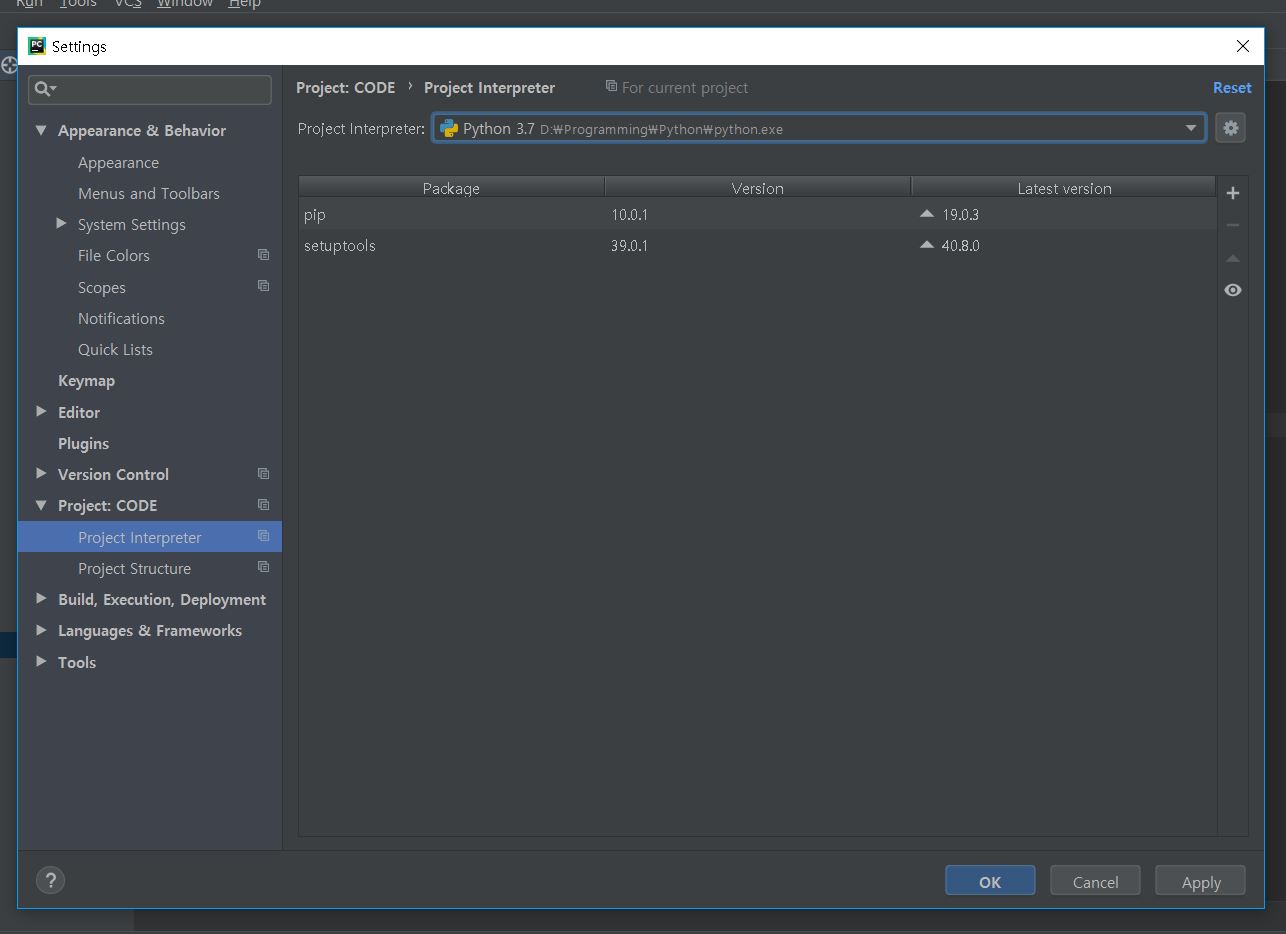 Run Tools VCS Window Help
PC Settings
Project: CODE › Project Interpreter For current project Reset
Project Interpreter: Python 3.7 D:₩Programming₩Python₩python.exe
Appearance & Behavior
Appearance
Menus and Toolbars
System Settings
File Colors
Scopes
Notifications
Quick Lists
Keymap
Editor
Plugins
Version Control
Project: CODE
Project Interpreter
Project Structure
Build, Execution, Deployment
Languages & Frameworks
Tools
Package Version Latest version
pip 10.0.1 19.0.3
setuptools 39.0.1 40.8.0
? OK Cancel Apply